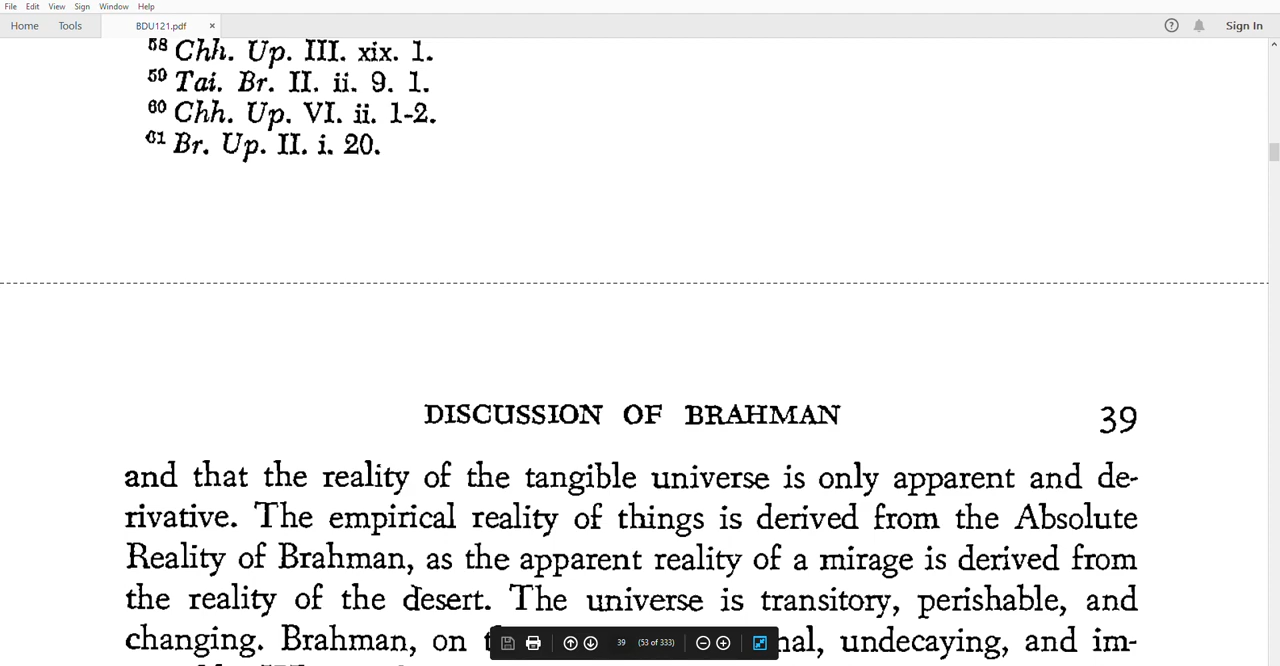 File Edit View Sign Window Help
Home Tools BDU121.pdf × Sign In
58 Chh. Up. III. xix. 1.
59 Tai. Br. II. ii. 9. 1.
60 Chh. Up. VI. ii. 1-2.
61 Br. Up. II. i. 20.
DISCUSSION OF BRAHMAN 39
and that the reality of the tangible universe is only apparent and de-
rivative. The empirical reality of things is derived from the Absolute
Reality of Brahman, as the apparent reality of a mirage is derived from
the reality of the desert. The universe is transitory, perishable, and
changing. Brahman, on undecaying, and im-
39 (53 of 333)